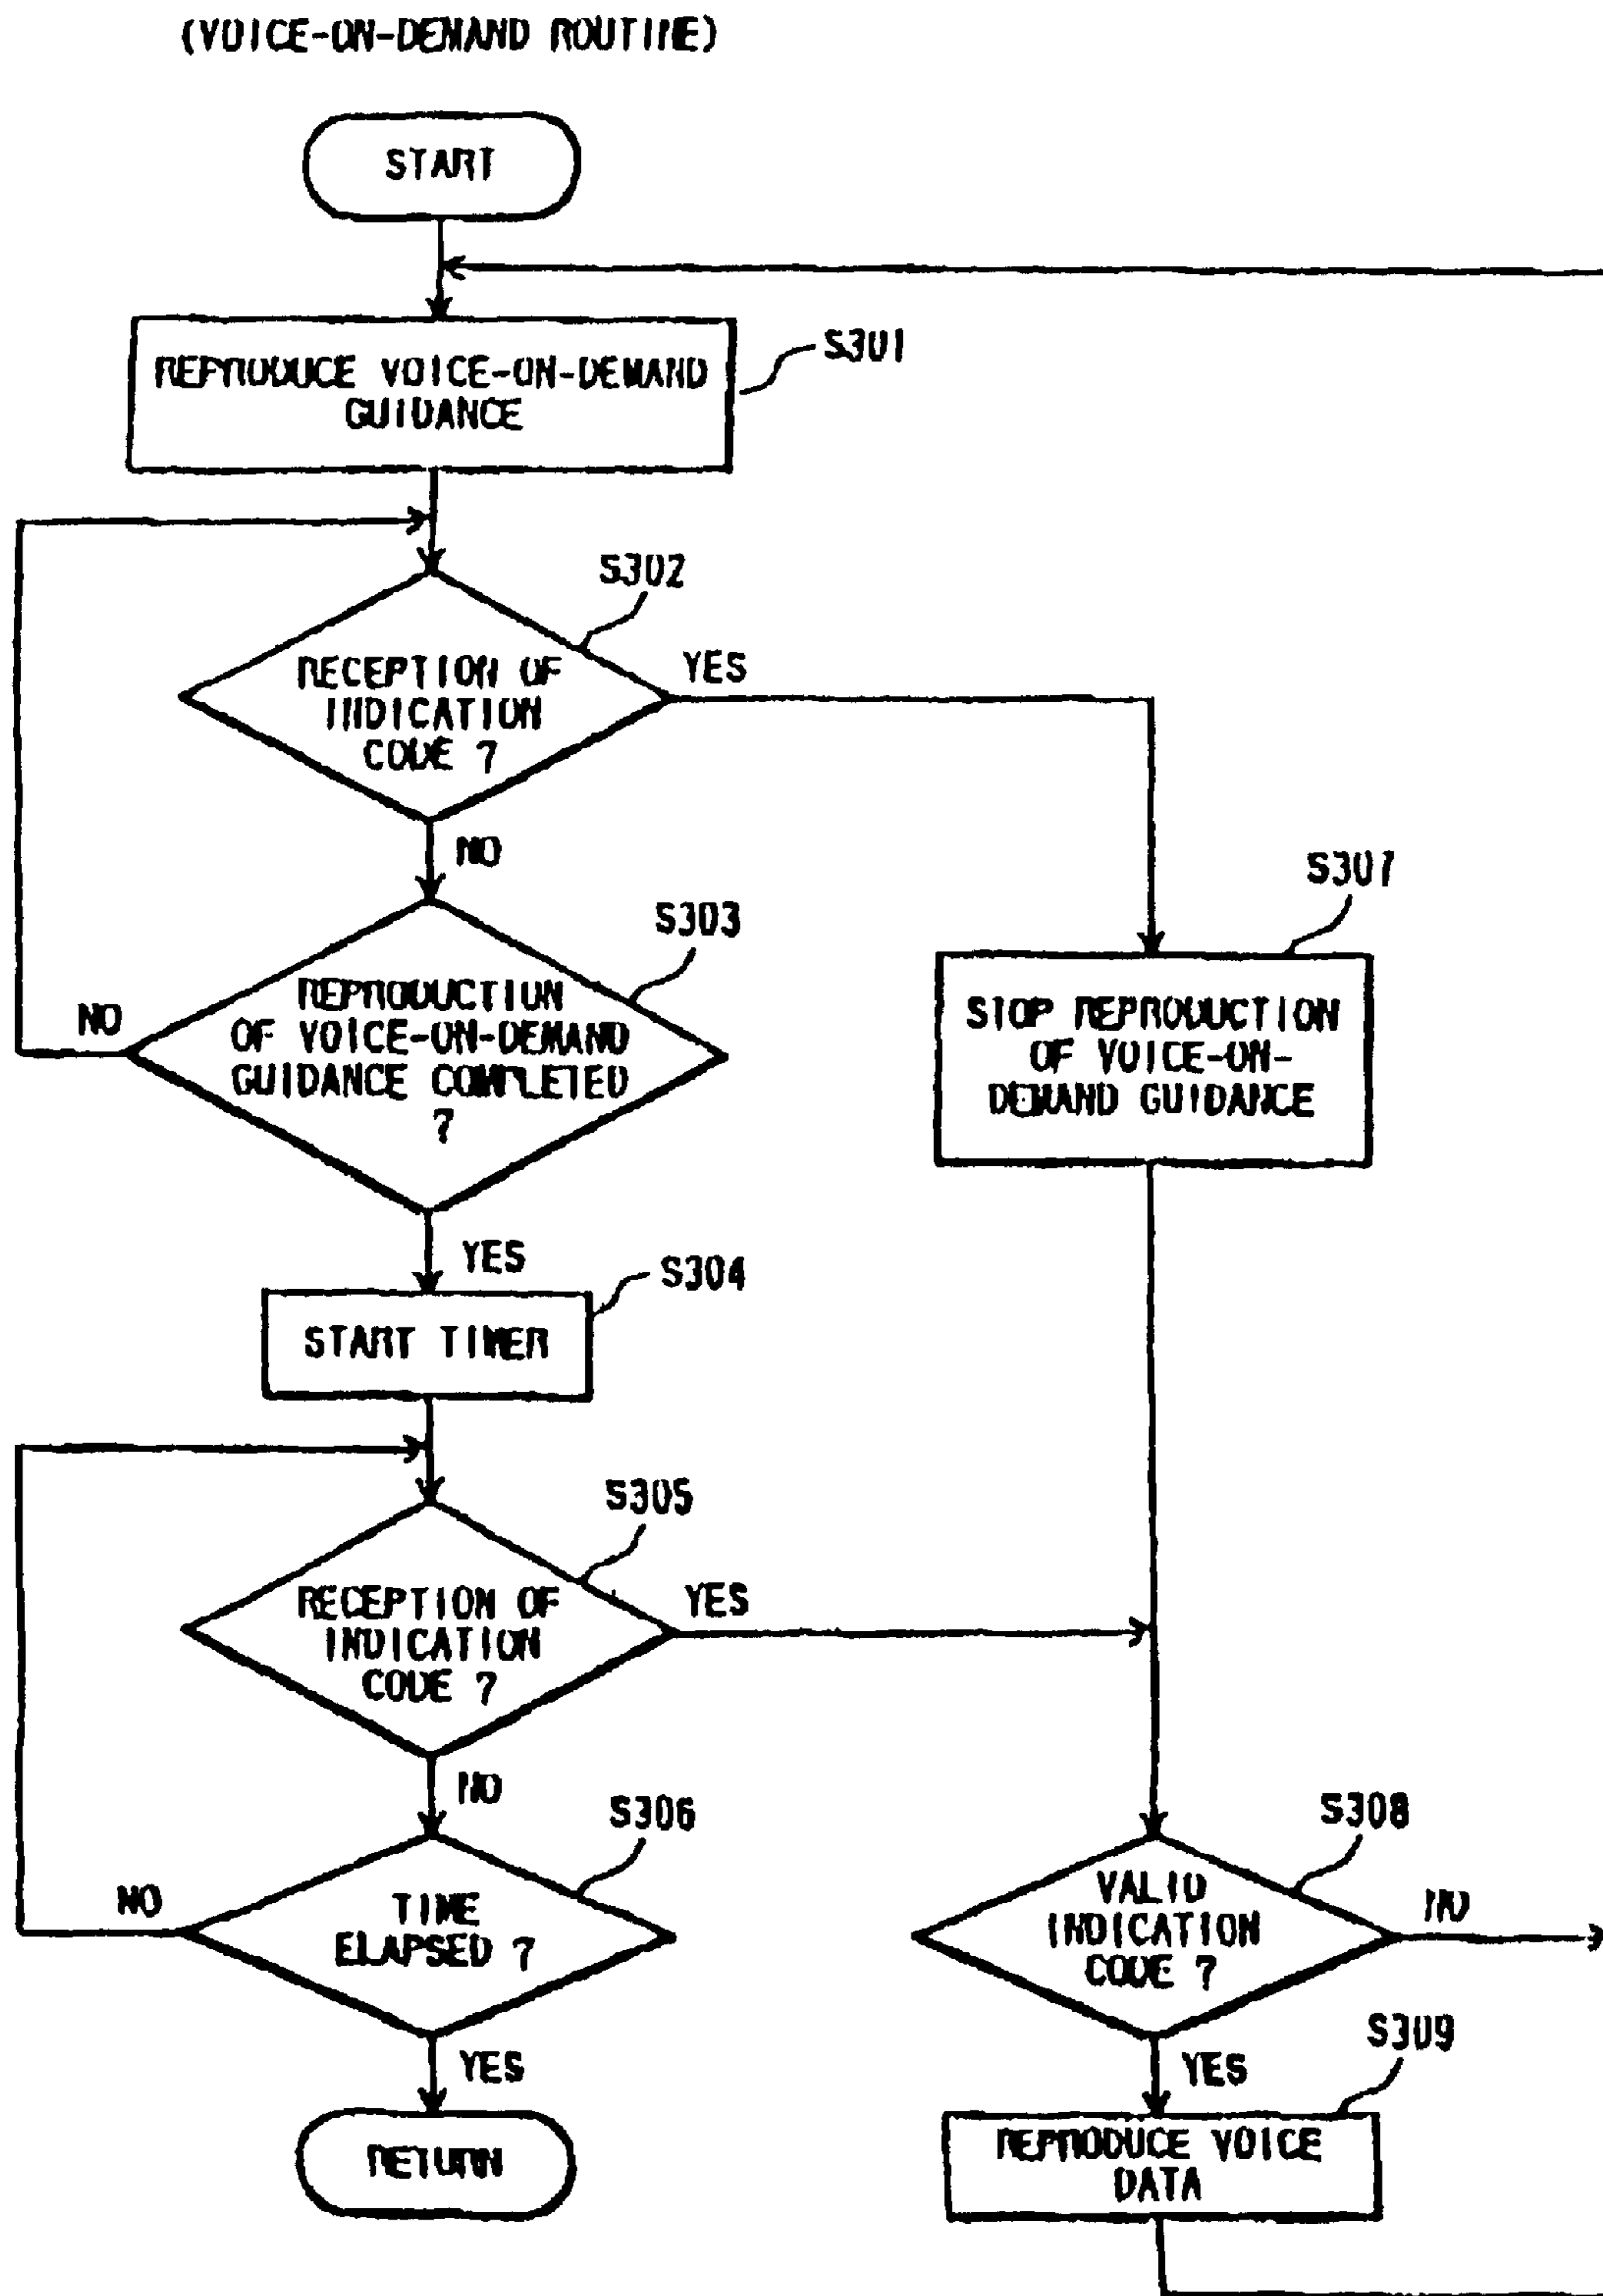 (VOICE-ON-DEMAND ROUTINE)
START
REPRODUCE VOICE-ON-DEMAND
GUIDANCE
S301
RECEPTION OF
INDICATION
CODE ?
S302
YES
NO
REPRODUCTION
OF VOICE-ON-DEMAND
GUIDANCE COMPLETED
?
S303
NO
YES
START TIMER
S304
RECEPTION OF
INDICATION
CODE ?
S305
YES
NO
TIME
ELAPSED ?
S306
NO
YES
RETURN
S307
STOP REPRODUCTION
OF VOICE-ON-
DEMAND GUIDANCE
S308
VALID
INDICATION
CODE ?
NO
YES
S309
REPRODUCE VOICE
DATA